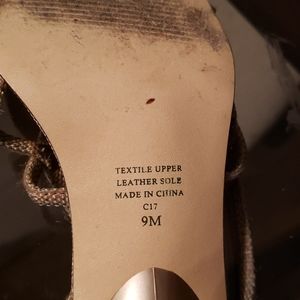 TEXTILE UPPER
LEATHER SOLE
MADE IN CHINA
C17
9M